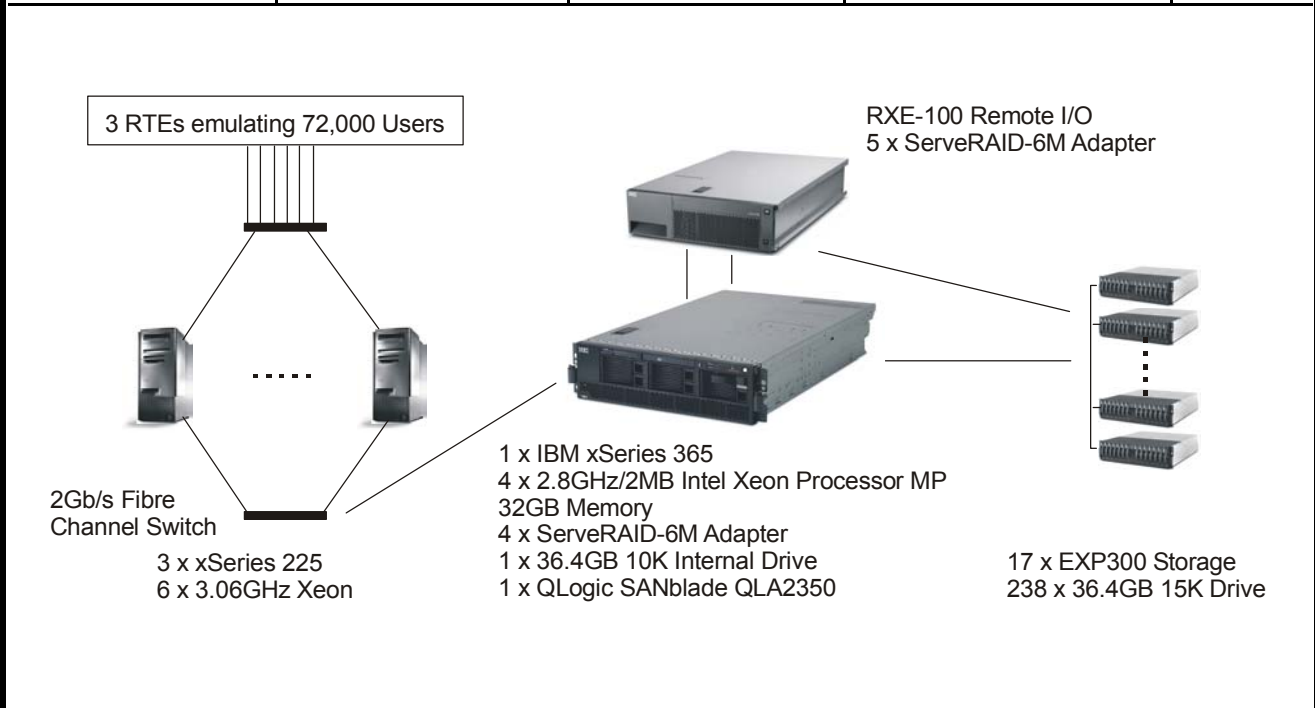 3 RTEs emulating 72,000 Users
RXE-100 Remote I/O
5 x ServeRAID-6M Adapter
2Gb/s Fibre
Channel Switch
3 x xSeries 225
6 x 3.06GHz Xeon
1 x IBM xSeries 365
4 x 2.8GHz/2MB Intel Xeon Processor MP
32GB Memory
4 x ServeRAID-6M Adapter
1 x 36.4GB 10K Internal Drive
1 x QLogic SANblade QLA2350
17 x EXP300 Storage
238 x 36.4GB 15K Drive